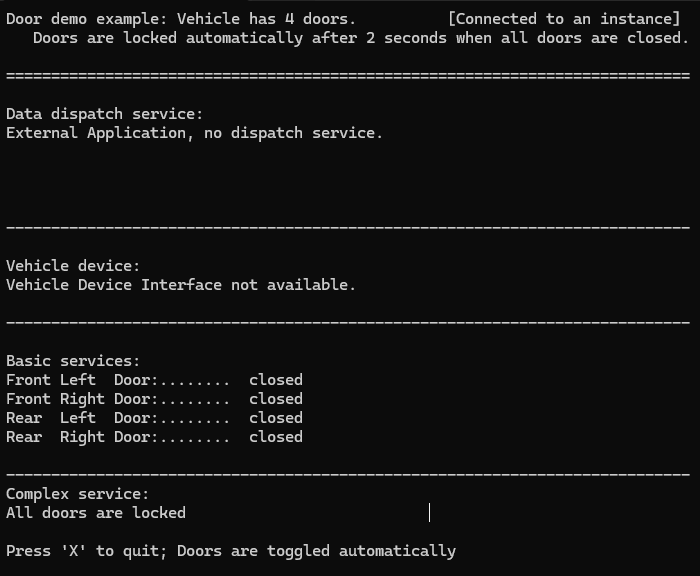 Door demo example: Vehicle has 4 doors.          [Connected to an instance]
   Doors are locked automatically after 2 seconds when all doors are closed.
============================================================================
Data dispatch service:
External Application, no dispatch service.
----------------------------------------------------------------------------
Vehicle device:
Vehicle Device Interface not available.
----------------------------------------------------------------------------
Basic services:
Front Left  Door:........  closed
Front Right Door:........  closed
Rear  Left  Door:........  closed
Rear  Right Door:........  closed
----------------------------------------------------------------------------
Complex service:
All doors are locked
Press 'X' to quit; Doors are toggled automatically